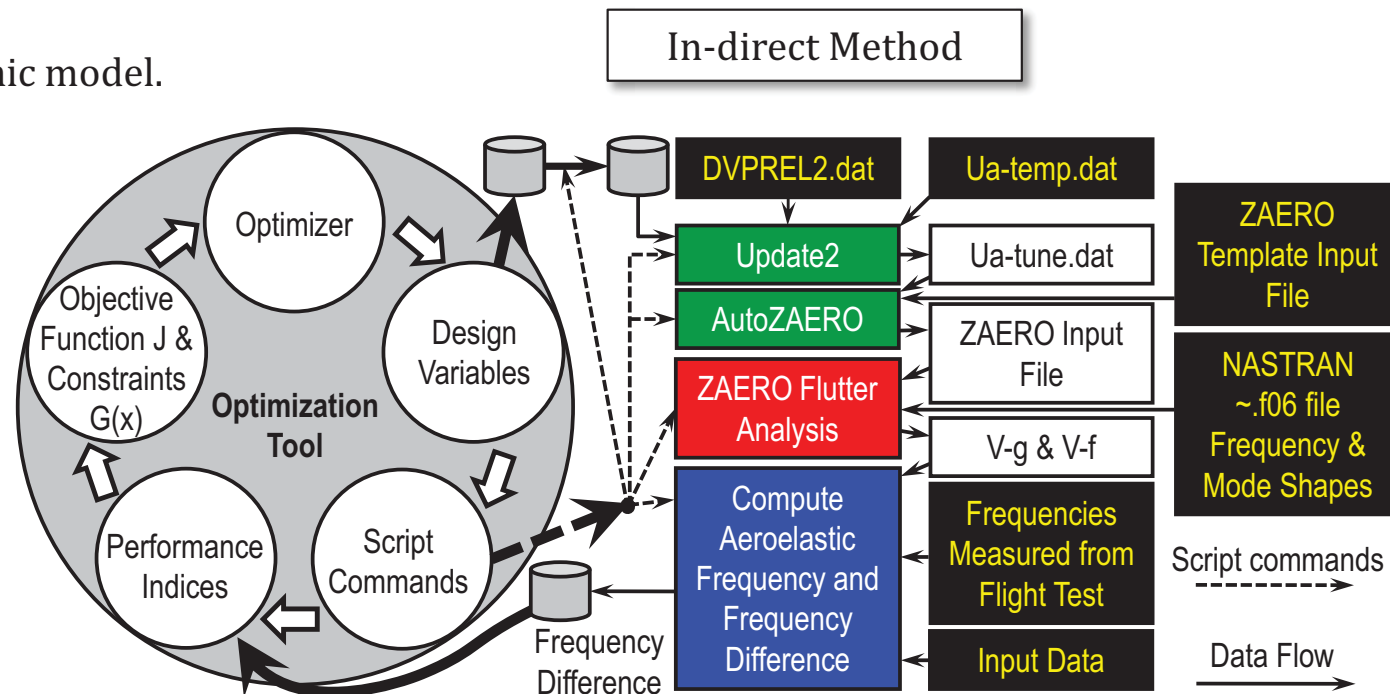 In-direct Method
nic model.
Optimizer
Design
Variables
Script
Commands
Performance
Indices
Objective
Function J &
Constraints
G(x)
Optimization
Tool
DVPREL2.dat
Ua-temp.dat
Update2
Ua-tune.dat
AutoZAERO
ZAERO Input
File
ZAERO
Template Input
File
ZAERO Flutter
Analysis
V-g & V-f
NASTRAN
~.f06 file
Frequency &
Mode Shapes
Compute
Aeroelastic
Frequency and
Frequency
Difference
Frequencies
Measured from
Flight Test
Input Data
Frequency
Difference
Script commands
Data Flow